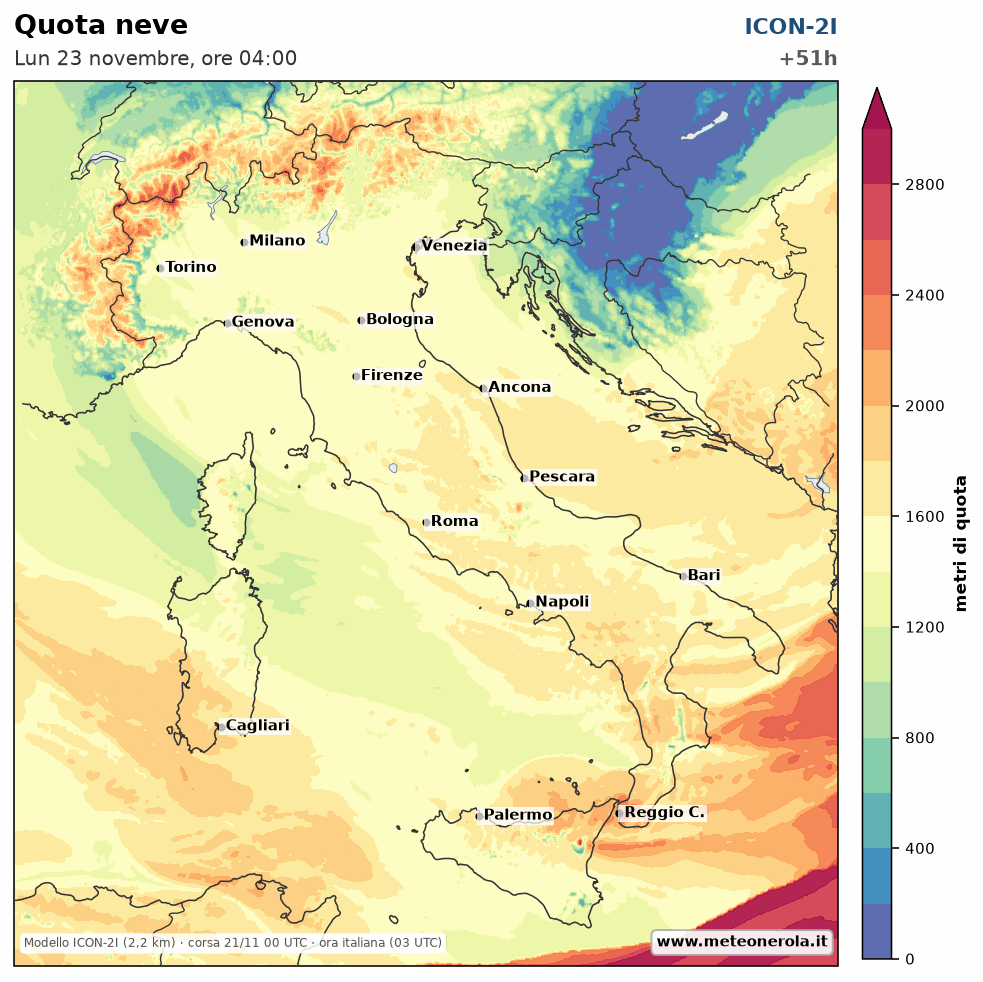 Quota neve
ICON-2I
Lun 23 novembre, ore 04:00
+51h
Milano
Venezia
Torino
Genova
Bologna
Firenze
Ancona
Pescara
Roma
Bari
Napoli
Cagliari
Palermo
Reggio C.
2800
2400
2000
1600
1200
800
400
0
metri di quota
Modello ICON-2I (2,2 km) · corsa 21/11 00 UTC · ora italiana (03 UTC)
www.meteonerola.it